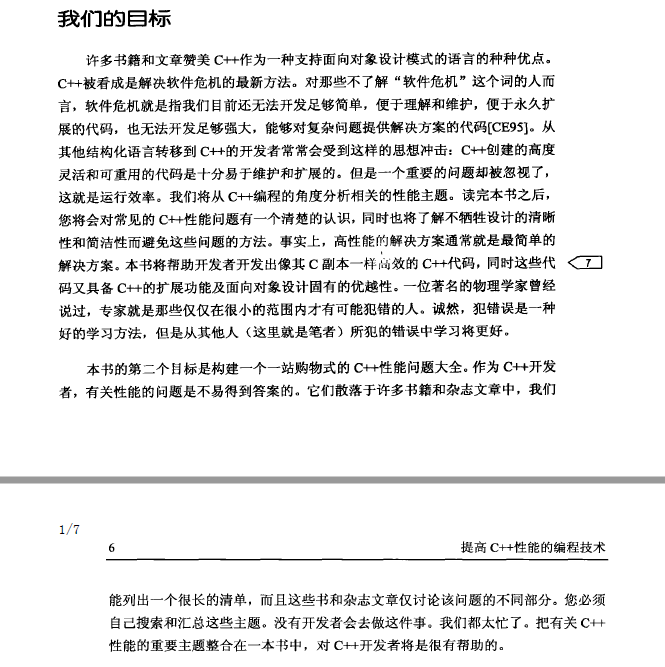 我们的目标
许多书籍和文章赞美 C++作为一种支持面向对象设计模式的语言的种种优点。
C++被看成是解决软件危机的最新方法。对那些不了解“软件危机”这个词的人而
言，软件危机就是指我们目前还无法开发足够简单，便于理解和维护，便于永久扩
展的代码，也无法开发足够强大，能够对复杂问题提供解决方案的代码[CE95]。从
其他结构化语言转移到 C++的开发者常常会受到这样的思想冲击：C++创建的高度
灵活和可重用的代码是十分易于维护和扩展的。但是一个重要的问题却被忽视了，
这就是运行效率。我们将从 C++编程的角度分析相关的性能主题。读完本书之后，
您将会对常见的 C++性能问题有一个清楚的认识，同时也将了解不牺牲设计的清晰
性和简洁性而避免这些问题的方法。事实上，高性能的解决方案通常就是最简单的
解决方案。本书将帮助开发者开发出像其 C 副本一样高效的 C++代码，同时这些代
7
码又具备 C++的扩展功能及面向对象设计固有的优越性。一位著名的物理学家曾经
说过，专家就是那些仅仅在很小的范围内才有可能犯错的人。诚然，犯错误是一种
好的学习方法，但是从其他人（这里就是笔者）所犯的错误中学习将更好。
本书的第二个目标是构建一个一站购物式的 C++性能问题大全。作为 C++开发
者，有关性能的问题是不易得到答案的。它们散落于许多书籍和杂志文章中，我们
1/7
6 提高 C++性能的编程技术
能列出一个很长的清单，而且这些书和杂志文章仅讨论该问题的不同部分。您必须
自己搜索和汇总这些主题。没有开发者会去做这件事。我们都太忙了。把有关 C++
性能的重要主题整合在一本书中，对 C++开发者将是很有帮助的。